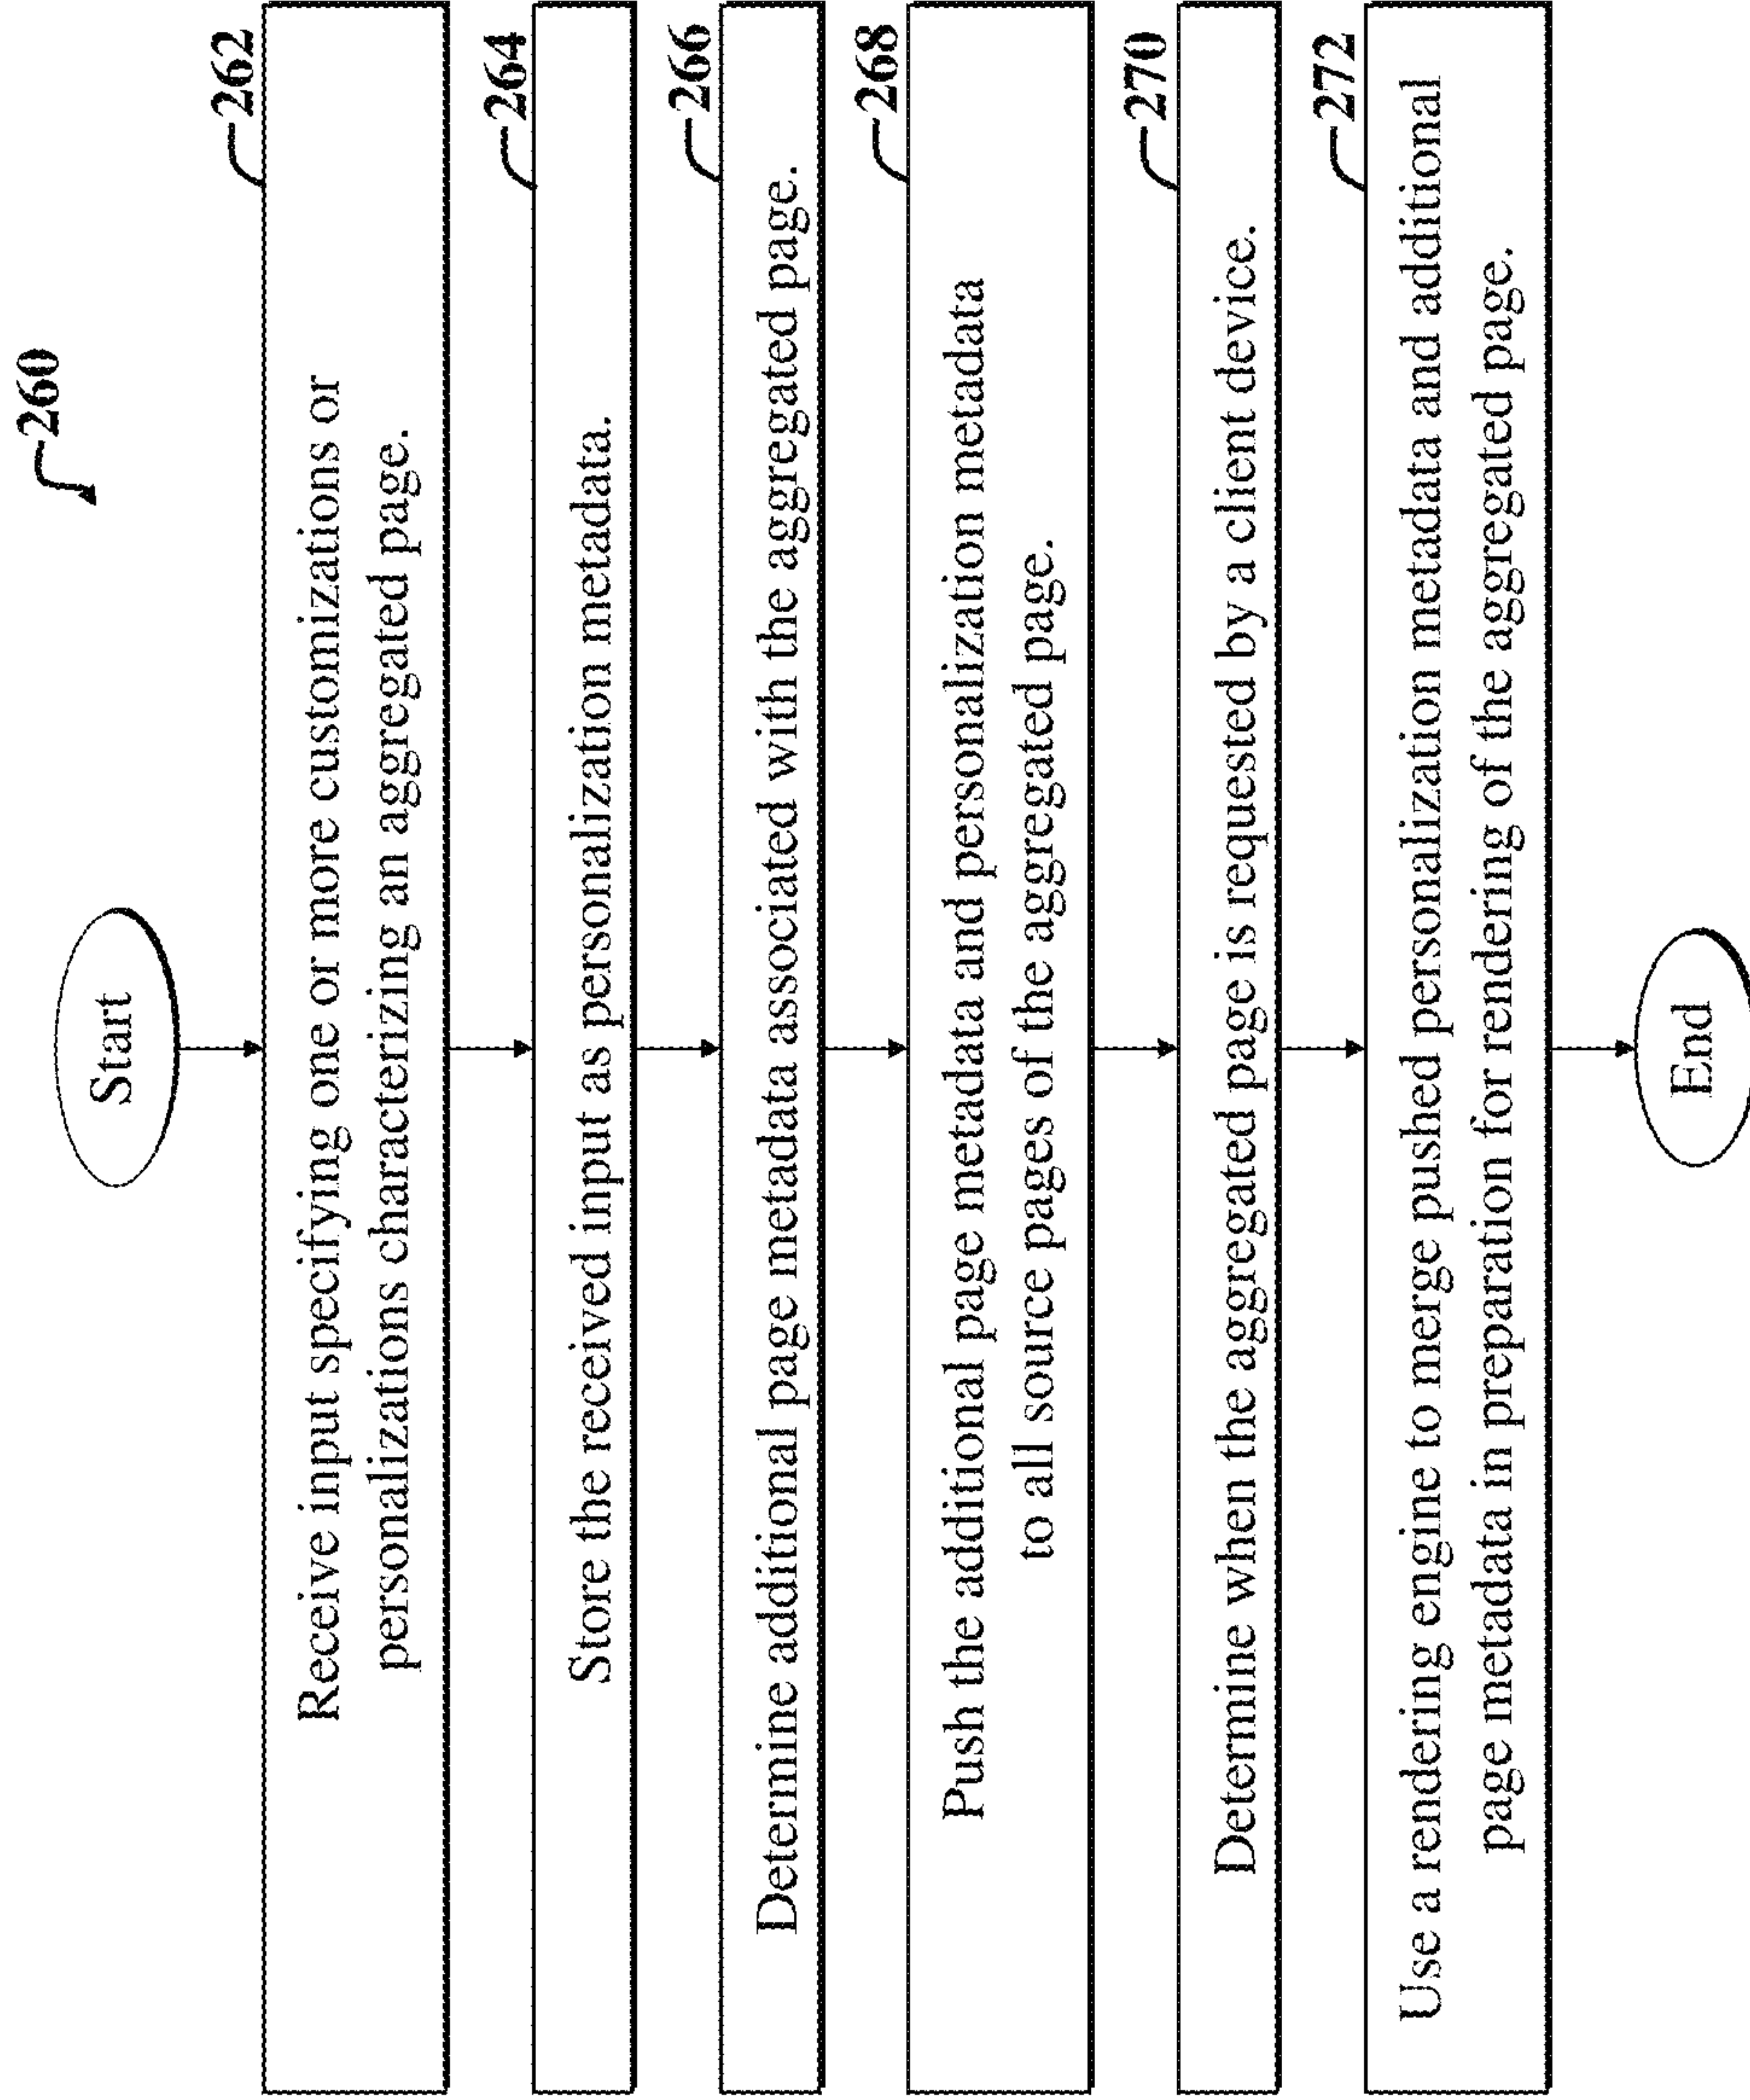 260
Start
262
Receive input specifying one or more customizations or
personalizations characterizing an aggregated page.
264
Store the received input as personalization metadata.
266
Determine additional page metadata associated with the aggregated page.
268
Push the additional page metadata and personalization metadata
to all source pages of the aggregated page.
270
Determine when the aggregated page is requested by a client device.
272
Use a rendering engine to merge pushed personalization metadata and additional
page metadata in preparation for rendering of the aggregated page.
End